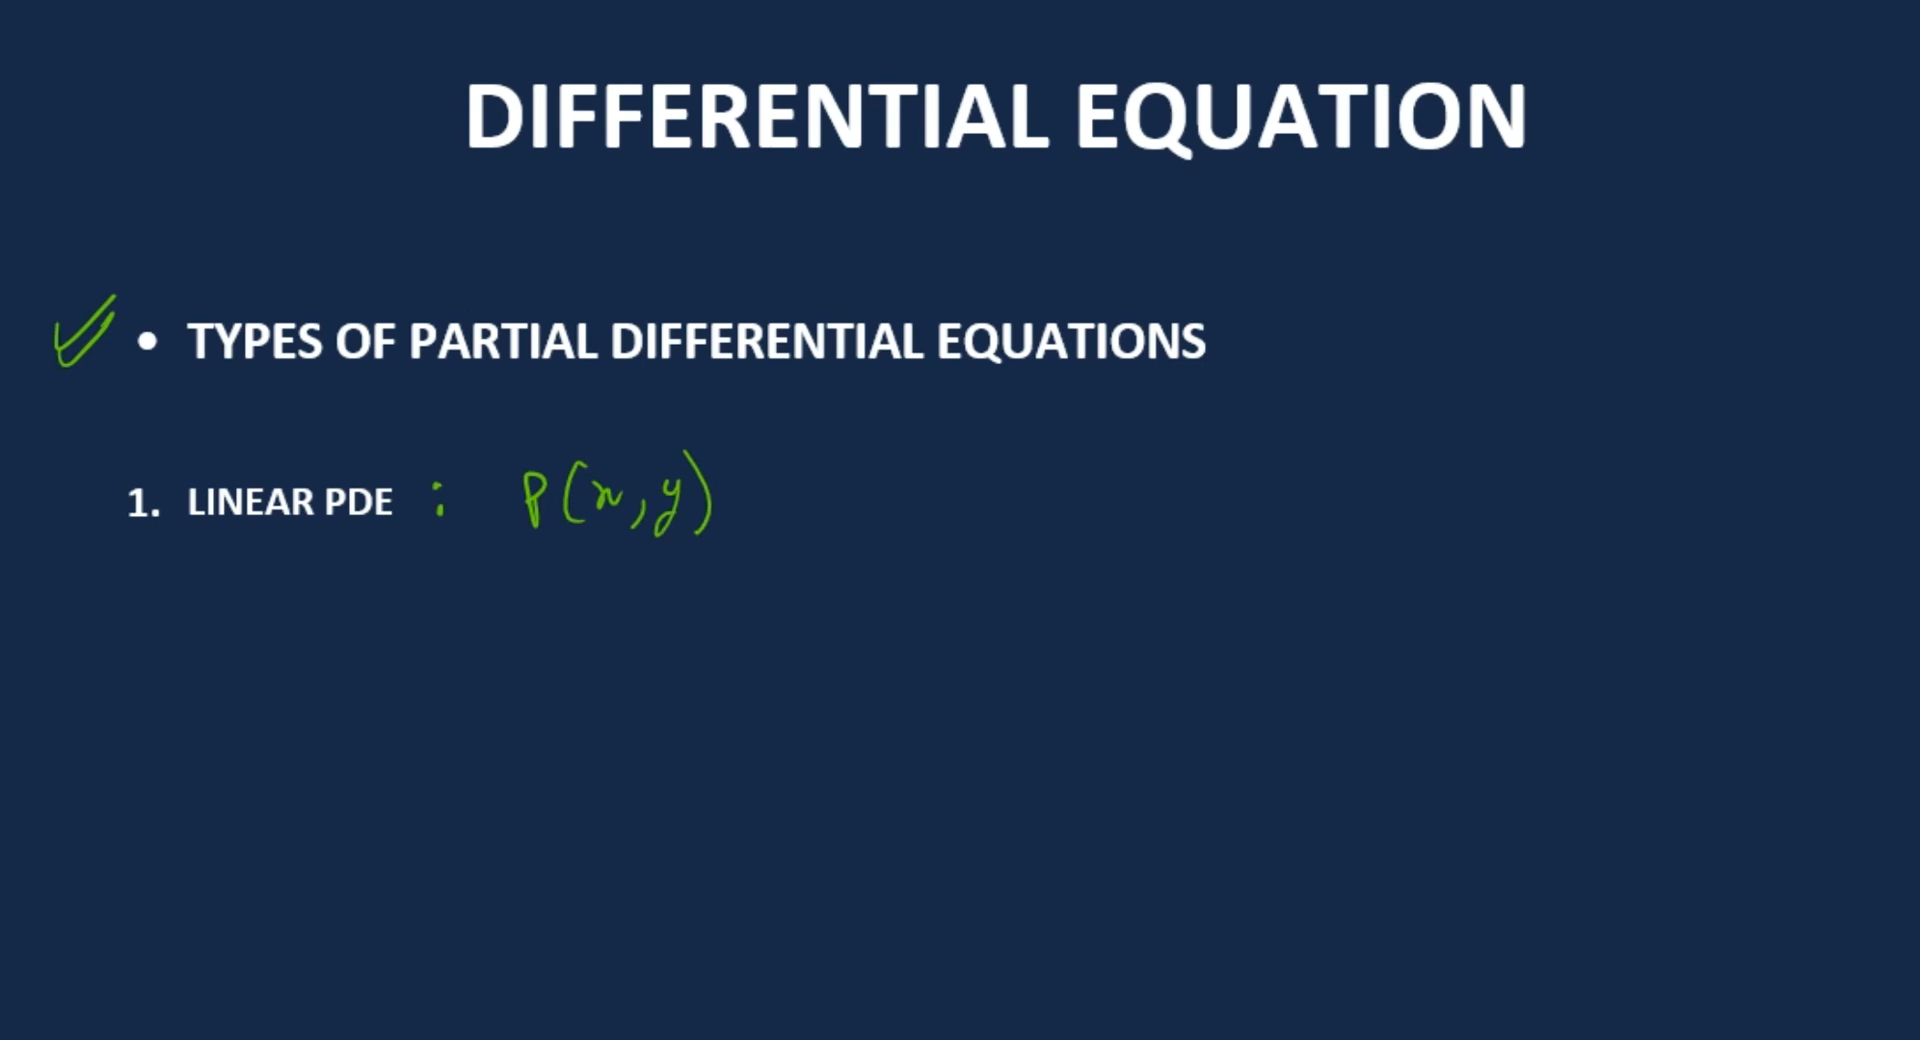 DIFFERENTIAL EQUATION
• TYPES OF PARTIAL DIFFERENTIAL EQUATIONS
1. LINEAR PDE : P(x,y)